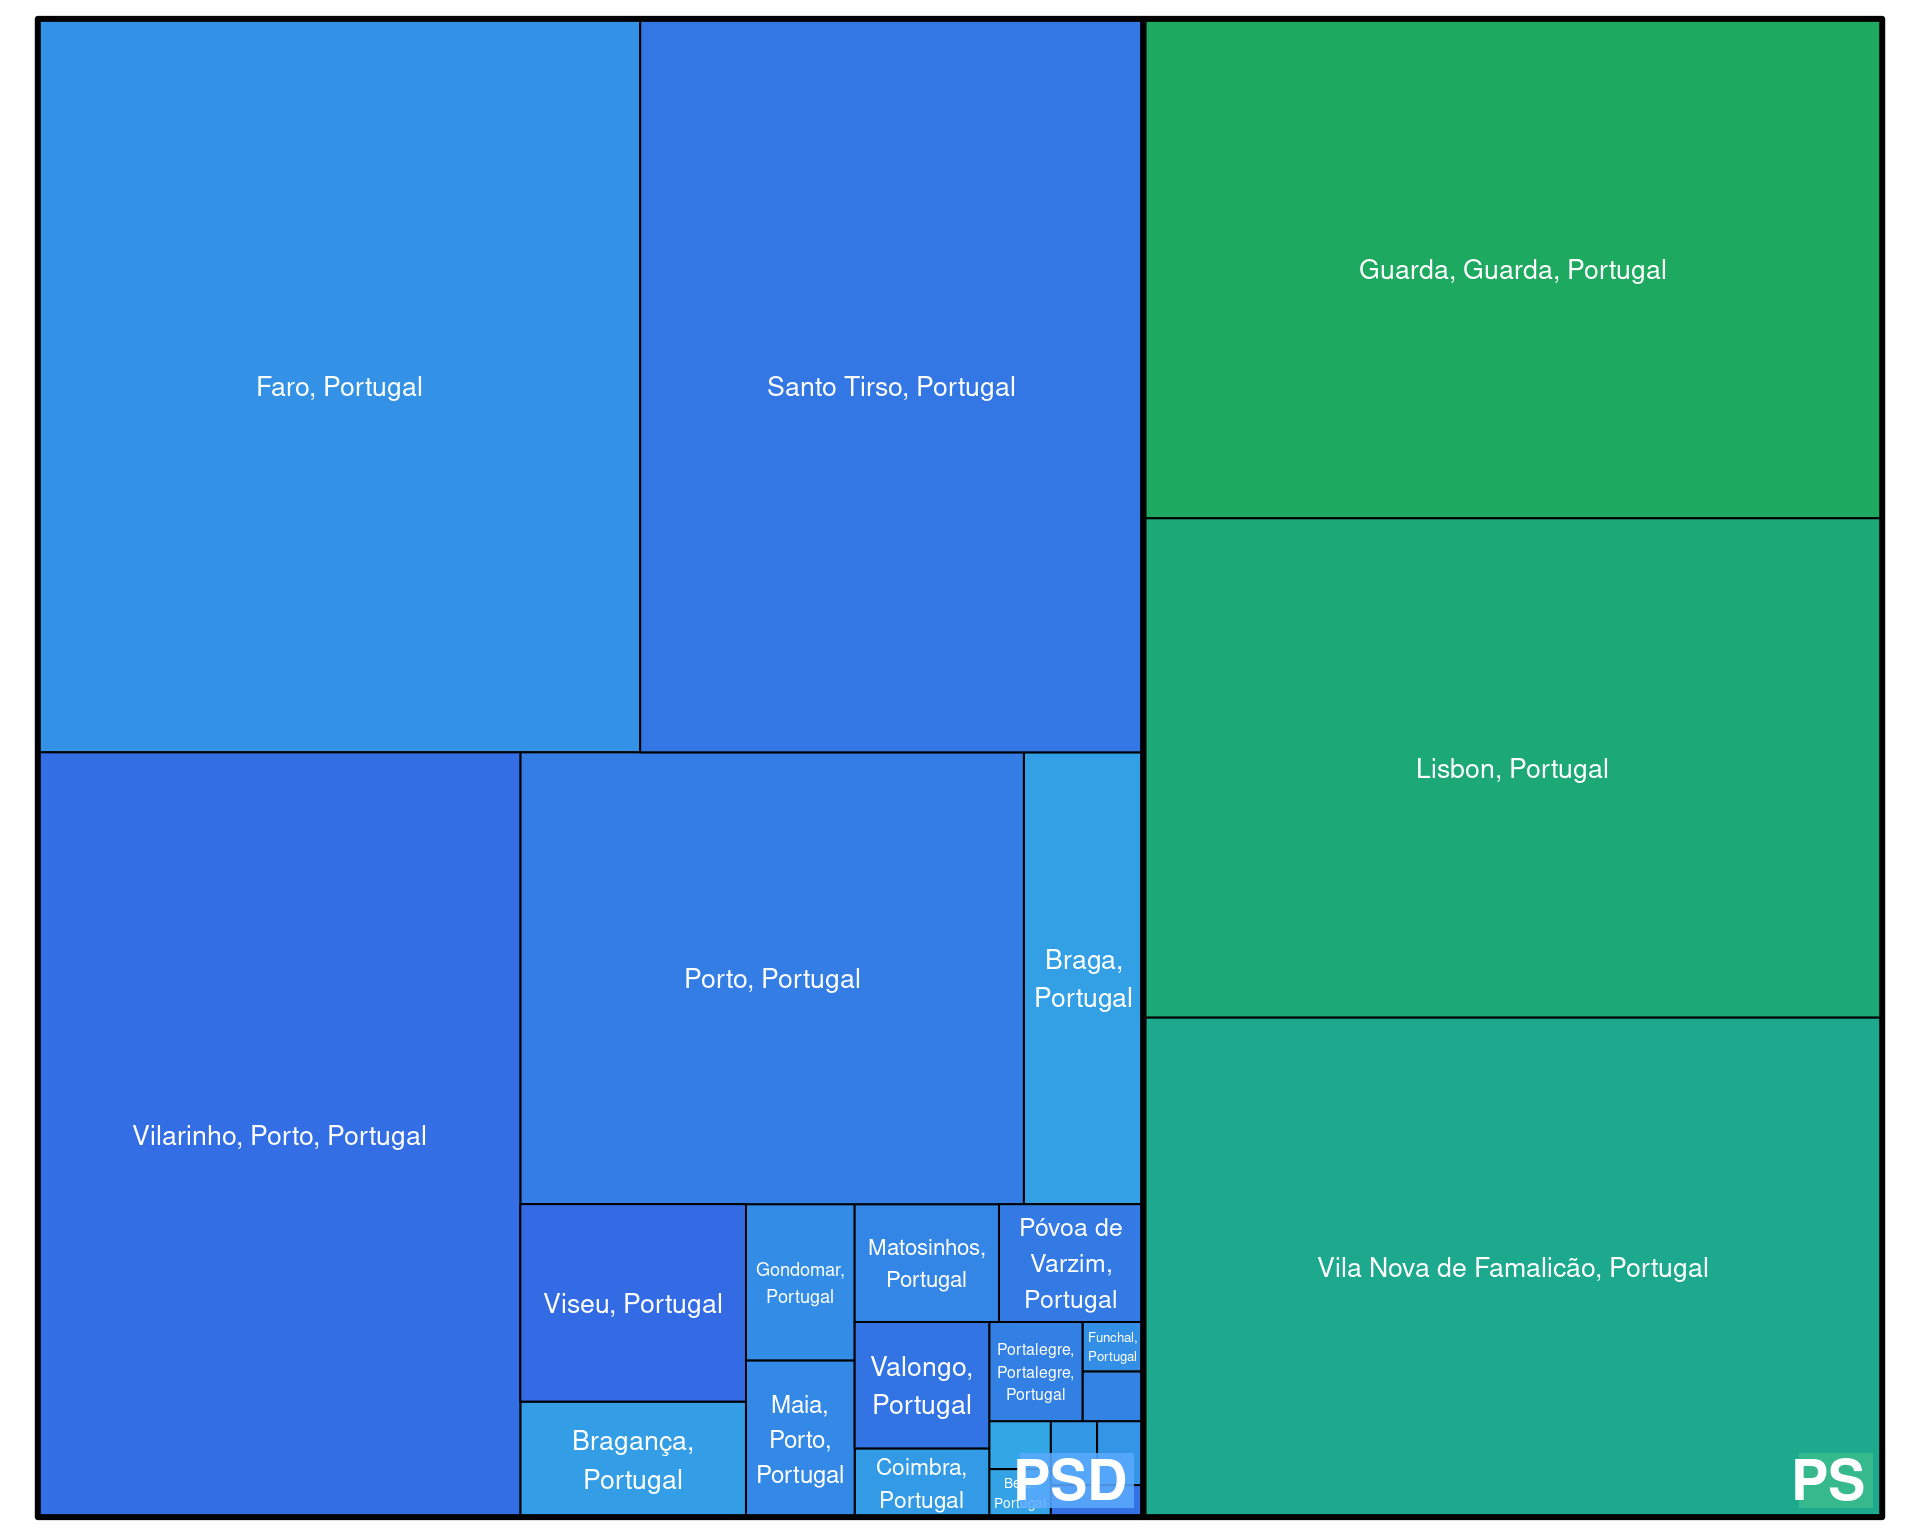 Faro, Portugal
Santo Tirso, Portugal
Guarda, Guarda, Portugal
Lisbon, Portugal
Vila Nova de Famalicão, Portugal
Vilarinho, Porto, Portugal
Porto, Portugal
Braga,
Portugal
Viseu, Portugal
Bragança,
Portugal
Gondomar,
Portugal
Maia,
Porto,
Portugal
Matosinhos,
Portugal
Póvoa de
Varzim,
Portugal
Valongo,
Portugal
Coimbra,
Portugal
Portalegre,
Portalegre,
Portugal
Funchal,
Portugal
Portugal
PSD
PS